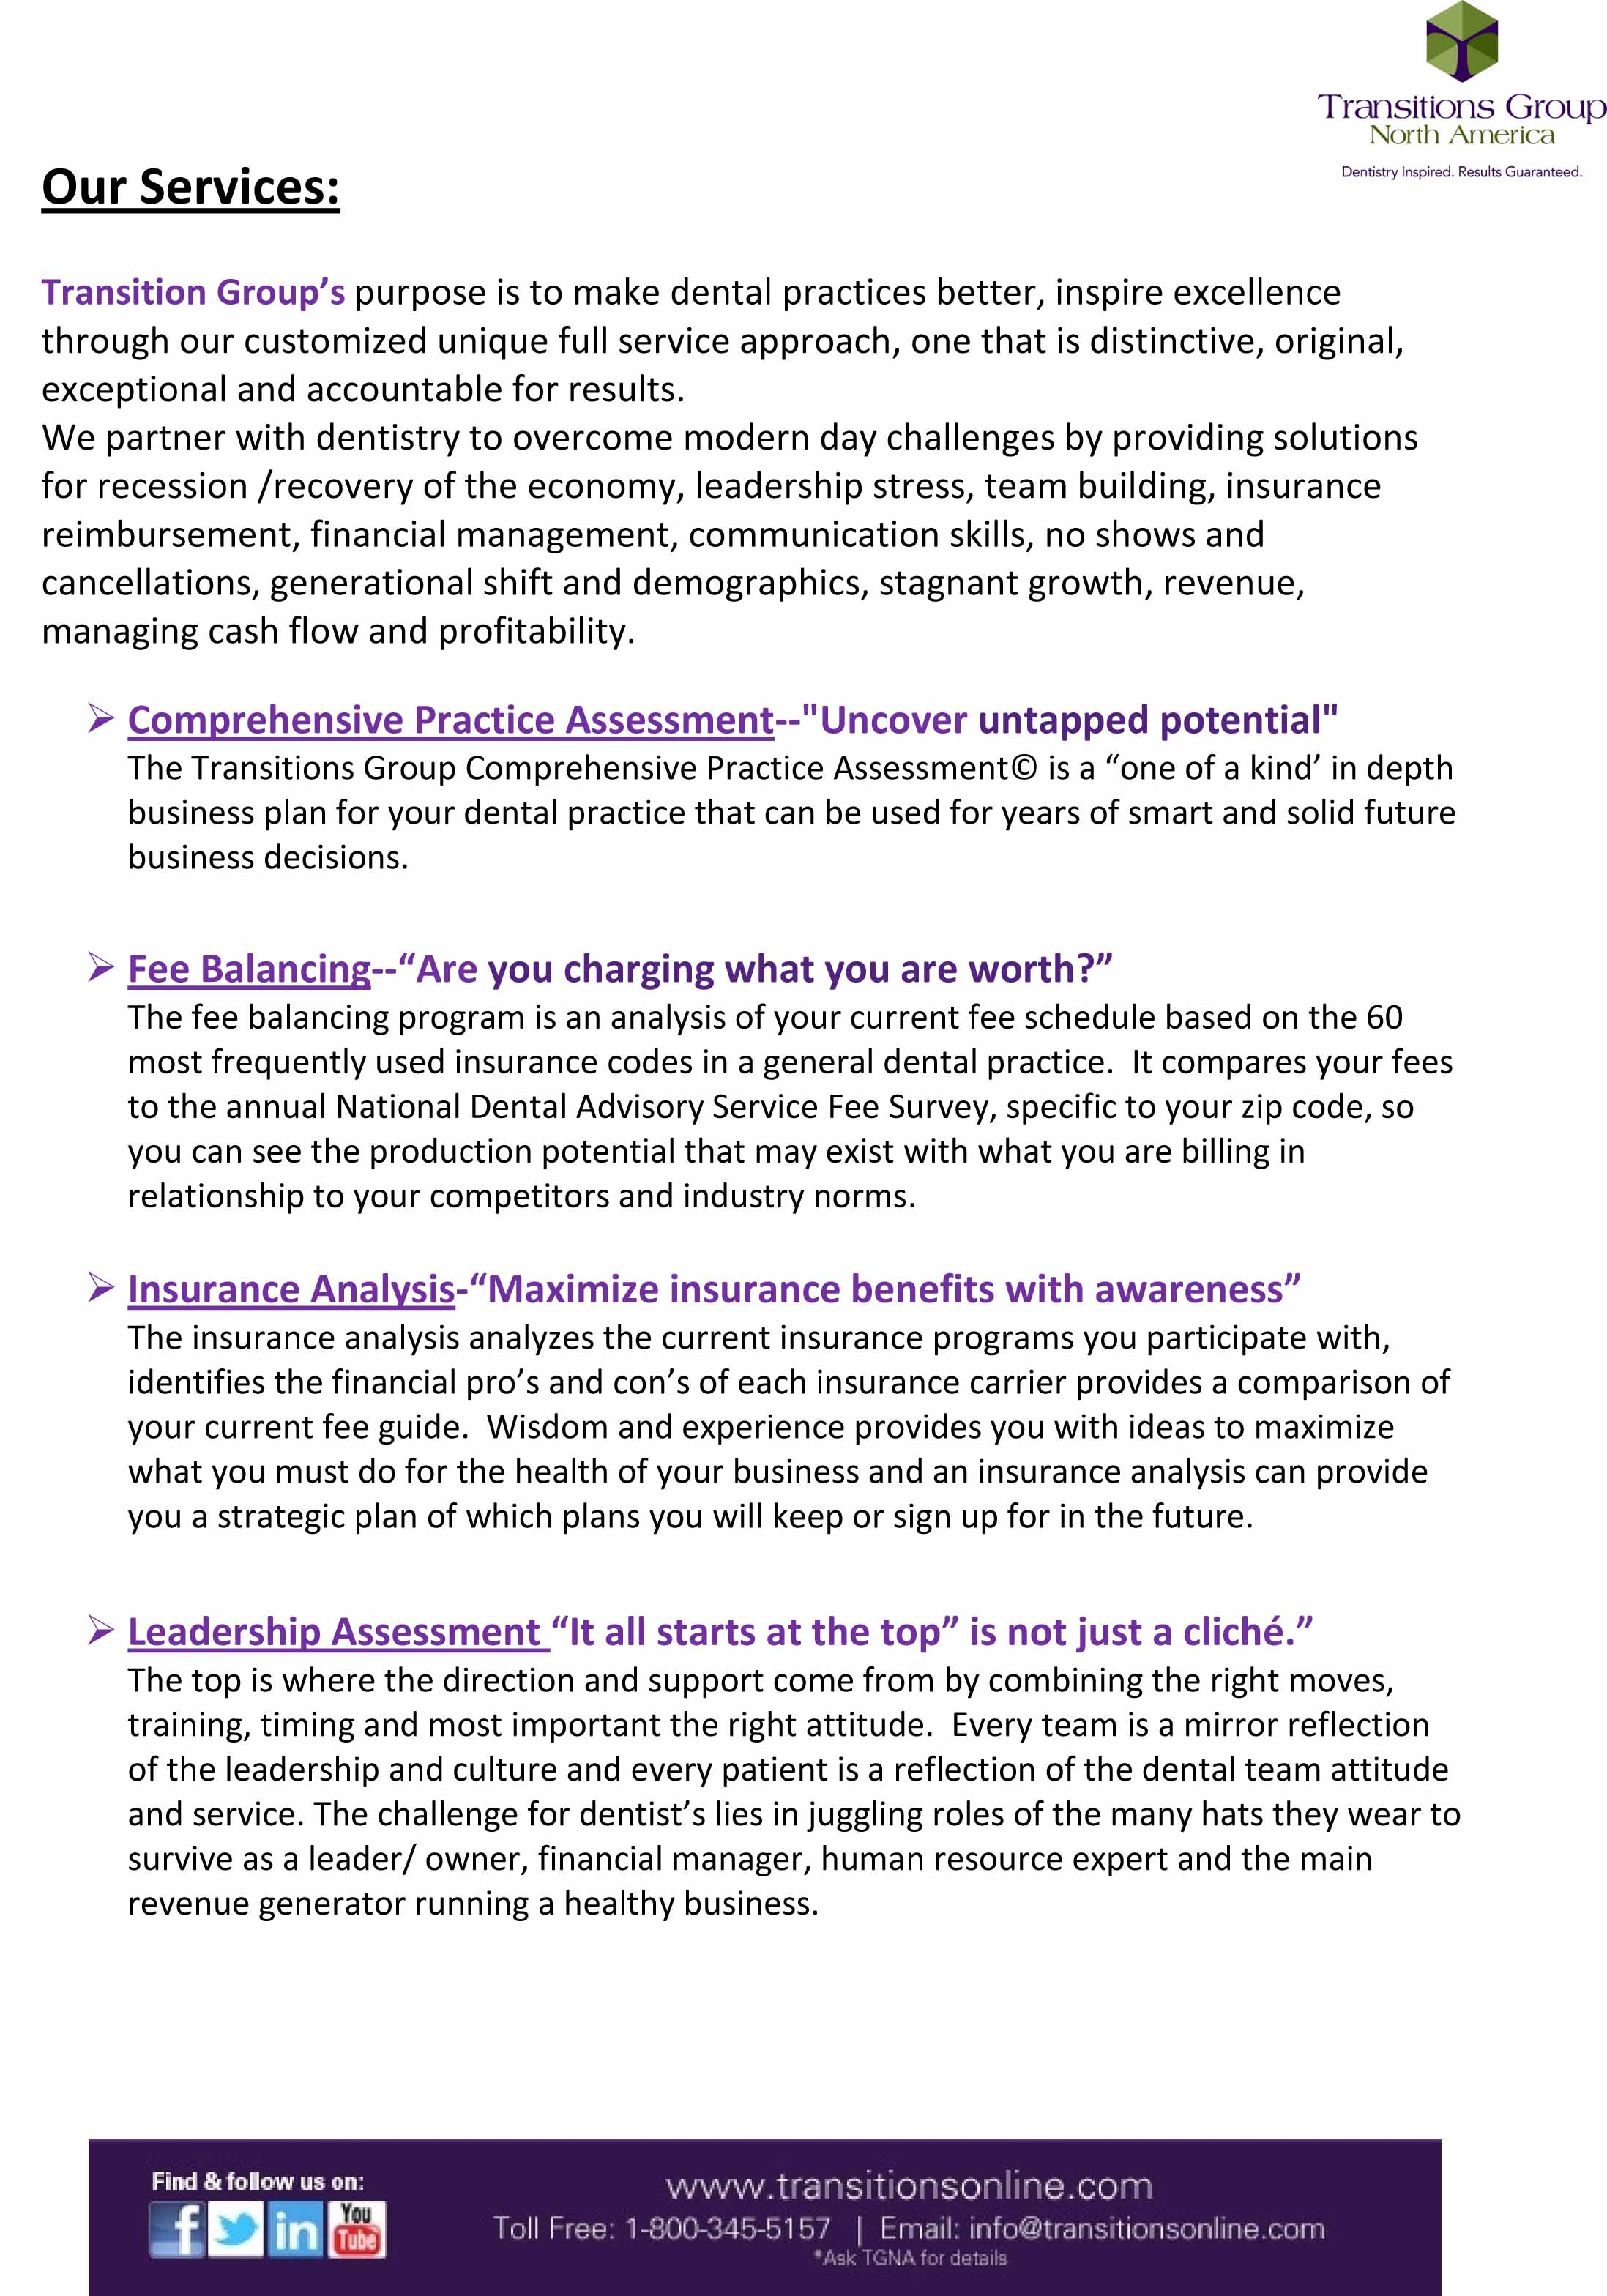 Transitions Group
North America
Dentistry Inspired. Results Guaranteed.
Our Services:
Transition Group’s purpose is to make dental practices better, inspire excellence
through our customized unique full service approach, one that is distinctive, original,
exceptional and accountable for results.
We partner with dentistry to overcome modern day challenges by providing solutions
for recession /recovery of the economy, leadership stress, team building, insurance
reimbursement, financial management, communication skills, no shows and
cancellations, generational shift and demographics, stagnant growth, revenue,
managing cash flow and profitability.
➢ Comprehensive Practice Assessment--"Uncover untapped potential"
The Transitions Group Comprehensive Practice Assessment© is a “one of a kind’ in depth
business plan for your dental practice that can be used for years of smart and solid future
business decisions.
➢ Fee Balancing--“Are you charging what you are worth?”
The fee balancing program is an analysis of your current fee schedule based on the 60
most frequently used insurance codes in a general dental practice.  It compares your fees
to the annual National Dental Advisory Service Fee Survey, specific to your zip code, so
you can see the production potential that may exist with what you are billing in
relationship to your competitors and industry norms.
➢ Insurance Analysis-“Maximize insurance benefits with awareness”
The insurance analysis analyzes the current insurance programs you participate with,
identifies the financial pro’s and con’s of each insurance carrier provides a comparison of
your current fee guide.  Wisdom and experience provides you with ideas to maximize
what you must do for the health of your business and an insurance analysis can provide
you a strategic plan of which plans you will keep or sign up for in the future.
➢ Leadership Assessment “It all starts at the top” is not just a cliché.”
The top is where the direction and support come from by combining the right moves,
training, timing and most important the right attitude.  Every team is a mirror reflection
of the leadership and culture and every patient is a reflection of the dental team attitude
and service. The challenge for dentist’s lies in juggling roles of the many hats they wear to
survive as a leader/ owner, financial manager, human resource expert and the main
revenue generator running a healthy business.
Find & follow us on:
f in You Tube
www.transitionsonline.com
Toll Free: 1-800-345-5157 | Email: info@transitionsonline.com
*Ask TGNA for details